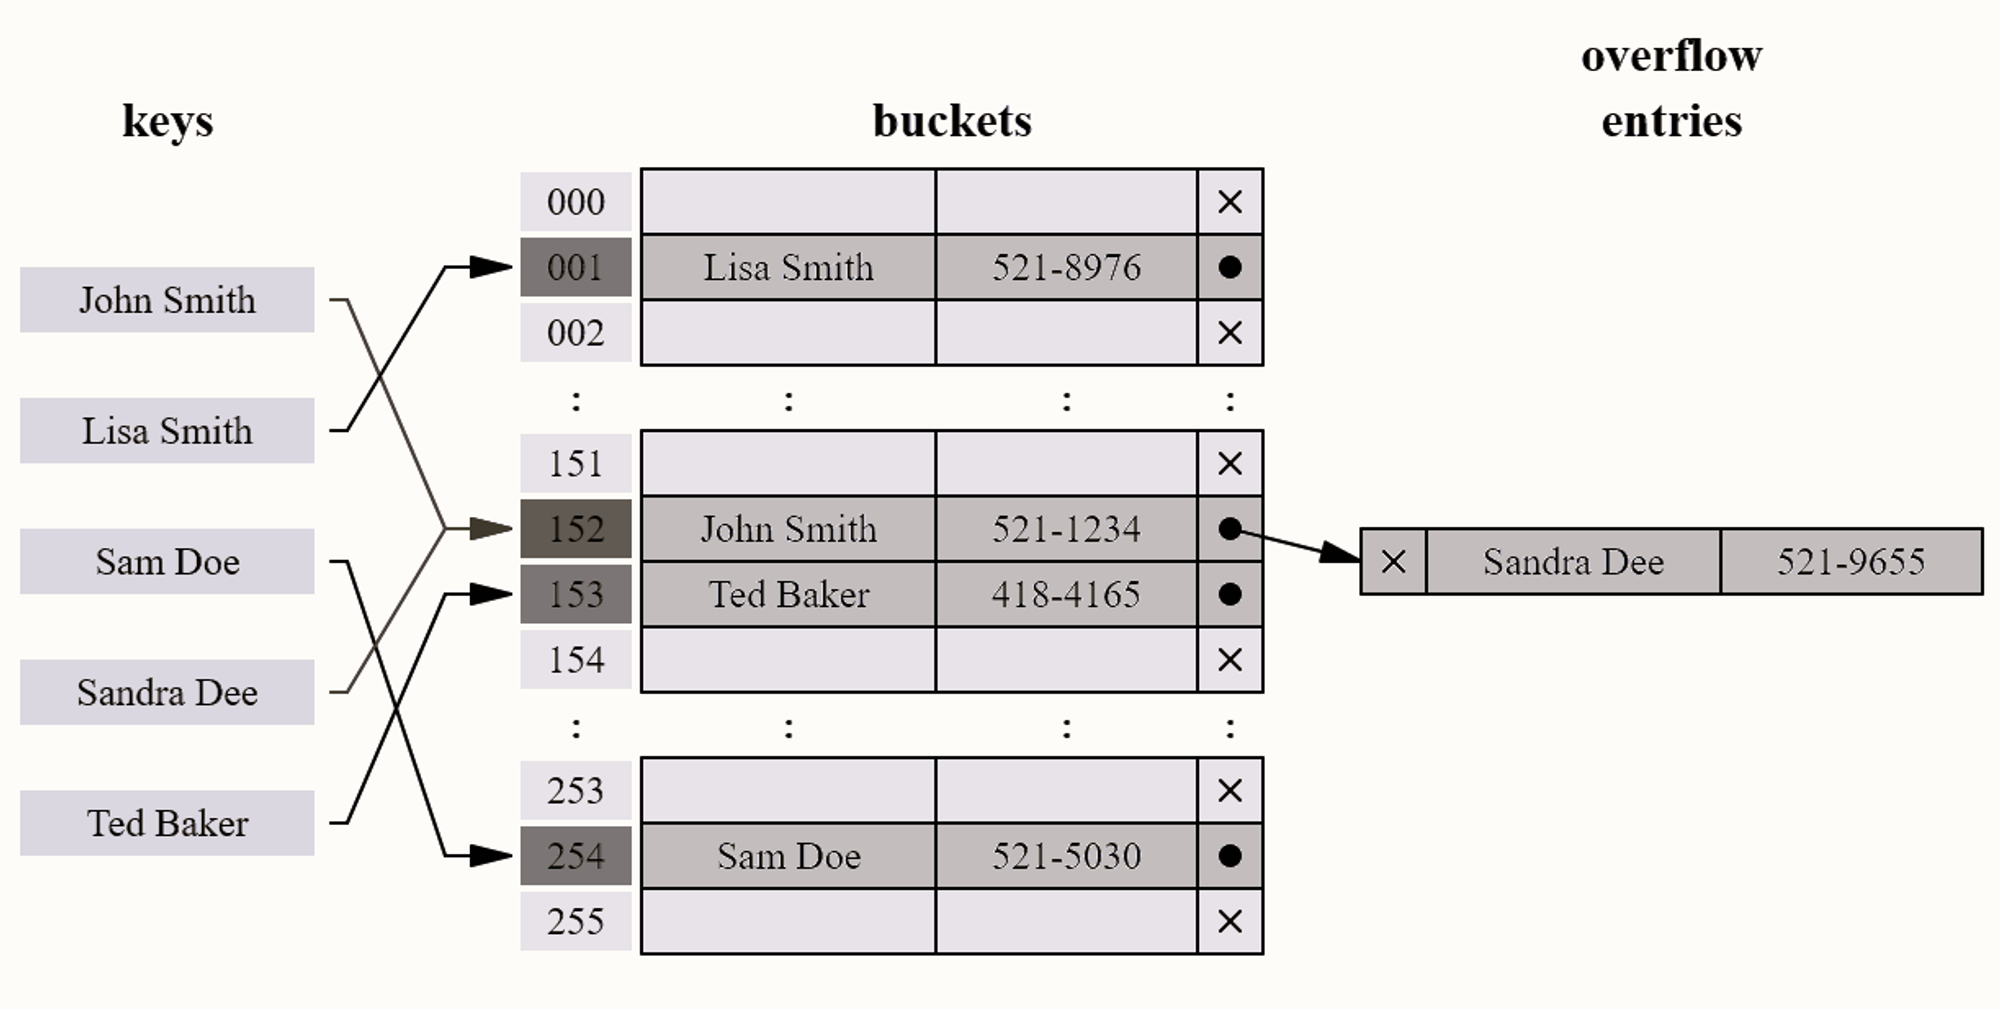 overflow
entries
keys
buckets
John Smith
Lisa Smith
Sam Doe
Sandra Dee
Ted Baker
000
001 Lisa Smith 521-8976
002
: : : :
151
152 John Smith 521-1234
153 Ted Baker 418-4165
154
: : : :
253
254 Sam Doe 521-5030
255
Sandra Dee 521-9655